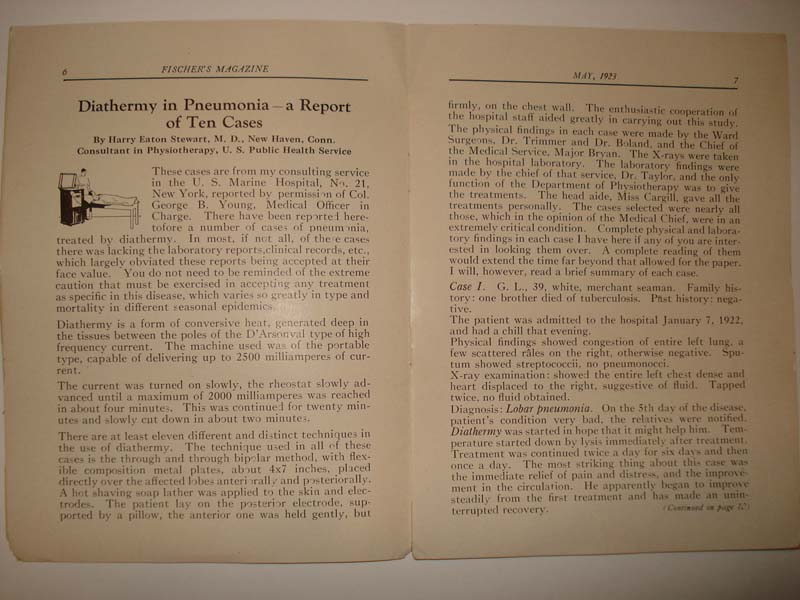 6
FISCHER'S MAGAZINE
Diathermy in Pneumonia—a Report
of Ten Cases
By Harry Eaton Stewart, M. D., New Haven, Conn.
Consultant in Physiotherapy, U. S. Public Health Service
These cases are from my consulting service
in the U. S. Marine Hospital, No. 21,
New York, reported by permission of Col.
George B. Young, Medical Officer in
Charge. There have been reported here-
tofore a number of cases of pneumonia,
treated by diathermy. In most, if not all, of these cases
there was lacking the laboratory reports,clinical records, etc.,
which largely obviated these reports being accepted at their
face value. You do not need to be reminded of the extreme
caution that must be exercised in accepting any treatment
as specific in this disease, which varies so greatly in type and
mortality in different seasonal epidemics.
Diathermy is a form of conversive heat, generated deep in
the tissues between the poles of the D'Arsonval type of high
frequency current. The machine used was of the portable
type, capable of delivering up to 2500 milliamperes of cur-
rent.
The current was turned on slowly, the rheostat slowly ad-
vanced until a maximum of 2000 milliamperes was reached
in about four minutes. This was continued for twenty min-
utes and slowly cut down in about two minutes.
There are at least eleven different and distinct techniques in
the use of diathermy. The technique used in all of these
cases is the through and through bipolar method, with flex-
ible composition metal plates, about 4x7 inches, placed
directly over the affected lobes anteriorally and posteriorally.
A hot shaving soap lather was applied to the skin and elec-
trodes. The patient lay on the posterior electrode, sup-
ported by a pillow, the anterior one was held gently, but
MAY, 1923
7
firmly, on the chest wall. The enthusiastic cooperation of
the hospital staff aided greatly in carrying out this study.
The physical findings in each case were made by the Ward
Surgeons, Dr. Trimmer and Dr. Boland, and the Chief of
the Medical Service, Major Bryan. The X-rays were taken
in the hospital laboratory. The laboratory findings were
made by the chief of that service, Dr. Taylor, and the only
function of the Department of Physiotherapy was to give
the treatments. The head aide, Miss Cargill, gave all the
treatments personally. The cases selected were nearly all
those, which in the opinion of the Medical Chief, were in an
extremely critical condition. Complete physical and labora-
tory findings in each case I have here if any of you are inter-
ested in looking them over. A complete reading of them
would extend the time far beyond that allowed for the paper.
I will, however, read a brief summary of each case.
Case I. G. L., 39, white, merchant seaman. Family his-
tory: one brother died of tuberculosis. Past history: nega-
tive.
The patient was admitted to the hospital January 7, 1922,
and had a chill that evening.
Physical findings showed congestion of entire left lung, a
few scattered râles on the right, otherwise negative. Spu-
tum showed streptococcii, no pneumonocci.
X-ray examination: showed the entire left chest dense and
heart displaced to the right, suggestive of fluid. Tapped
twice, no fluid obtained.
Diagnosis: Lobar pneumonia. On the 5th day of the disease,
patient's condition very bad, the relatives were notified.
Diathermy was started in hope that it might help him. Tem-
perature started down by lysis immediately after treatment.
Treatment was continued twice a day for six days and then
once a day. The most striking thing about this case was
the immediate relief of pain and distress, and the improve-
ment in the circulation. He apparently began to improve
steadily from the first treatment and has made an unin-
terrupted recovery.
(Continued on page